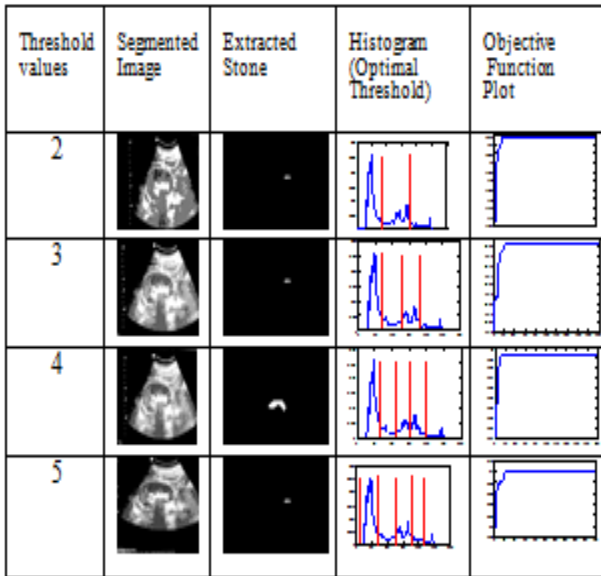 Threshold
values
Segmented
Image
Extracted
Stone
Histogram
(Optimal
Threshold)
Objective
Function
Plot
2
3
4
5